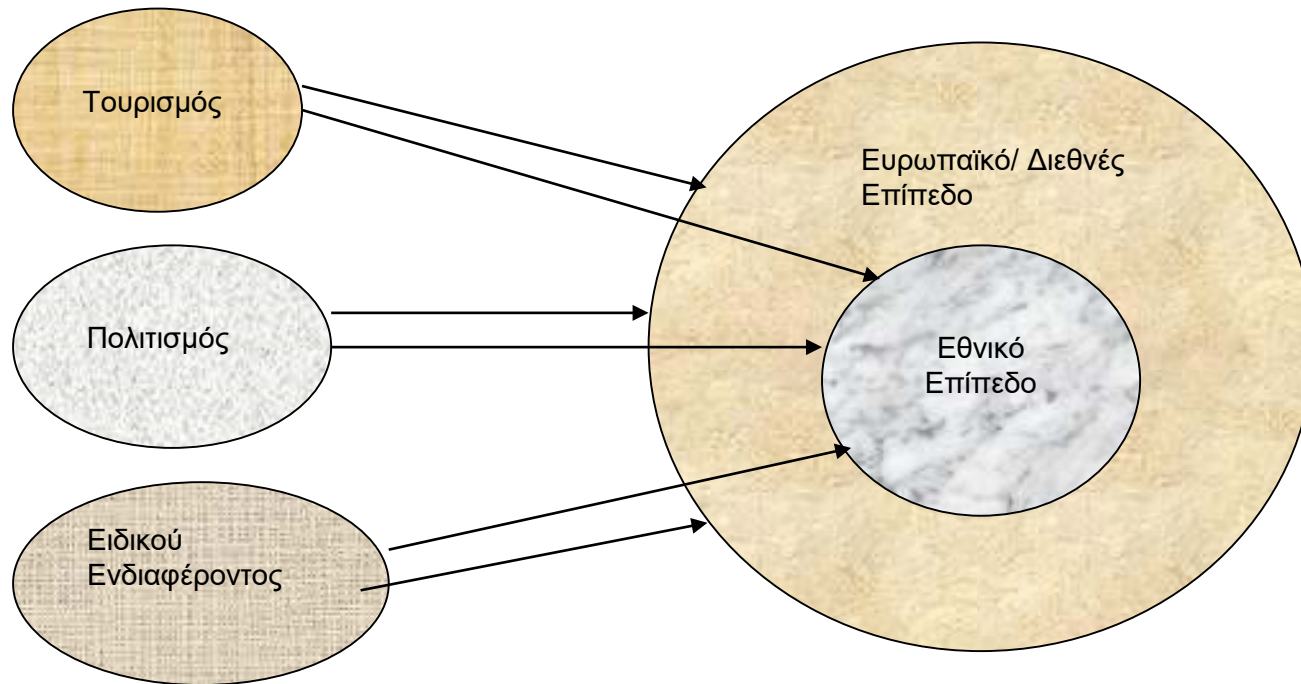 Τουρισμός
Ευρωπαϊκό/ Διεθνές
Επίπεδο
Πολιτισμός
Εθνικό
Επίπεδο
Ειδικού
Ενδιαφέροντος